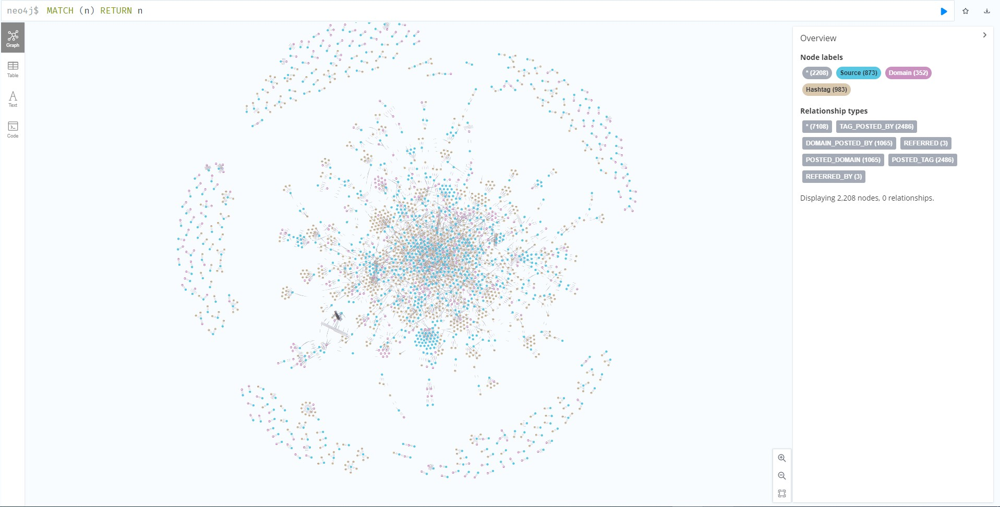 neo4j$ MATCH (n) RETURN n
Graph
Table
Text
Code
Overview
Node labels
* (2208) Source (873) Domain (352)
Hashtag (983)
Relationship types
* (7108) TAG_POSTED_BY (2486)
DOMAIN_POSTED_BY (1065) REFERRED (3)
POSTED_DOMAIN (1065) POSTED_TAG (2486)
REFERRED_BY (3)
Displaying 2,208 nodes, 0 relationships.